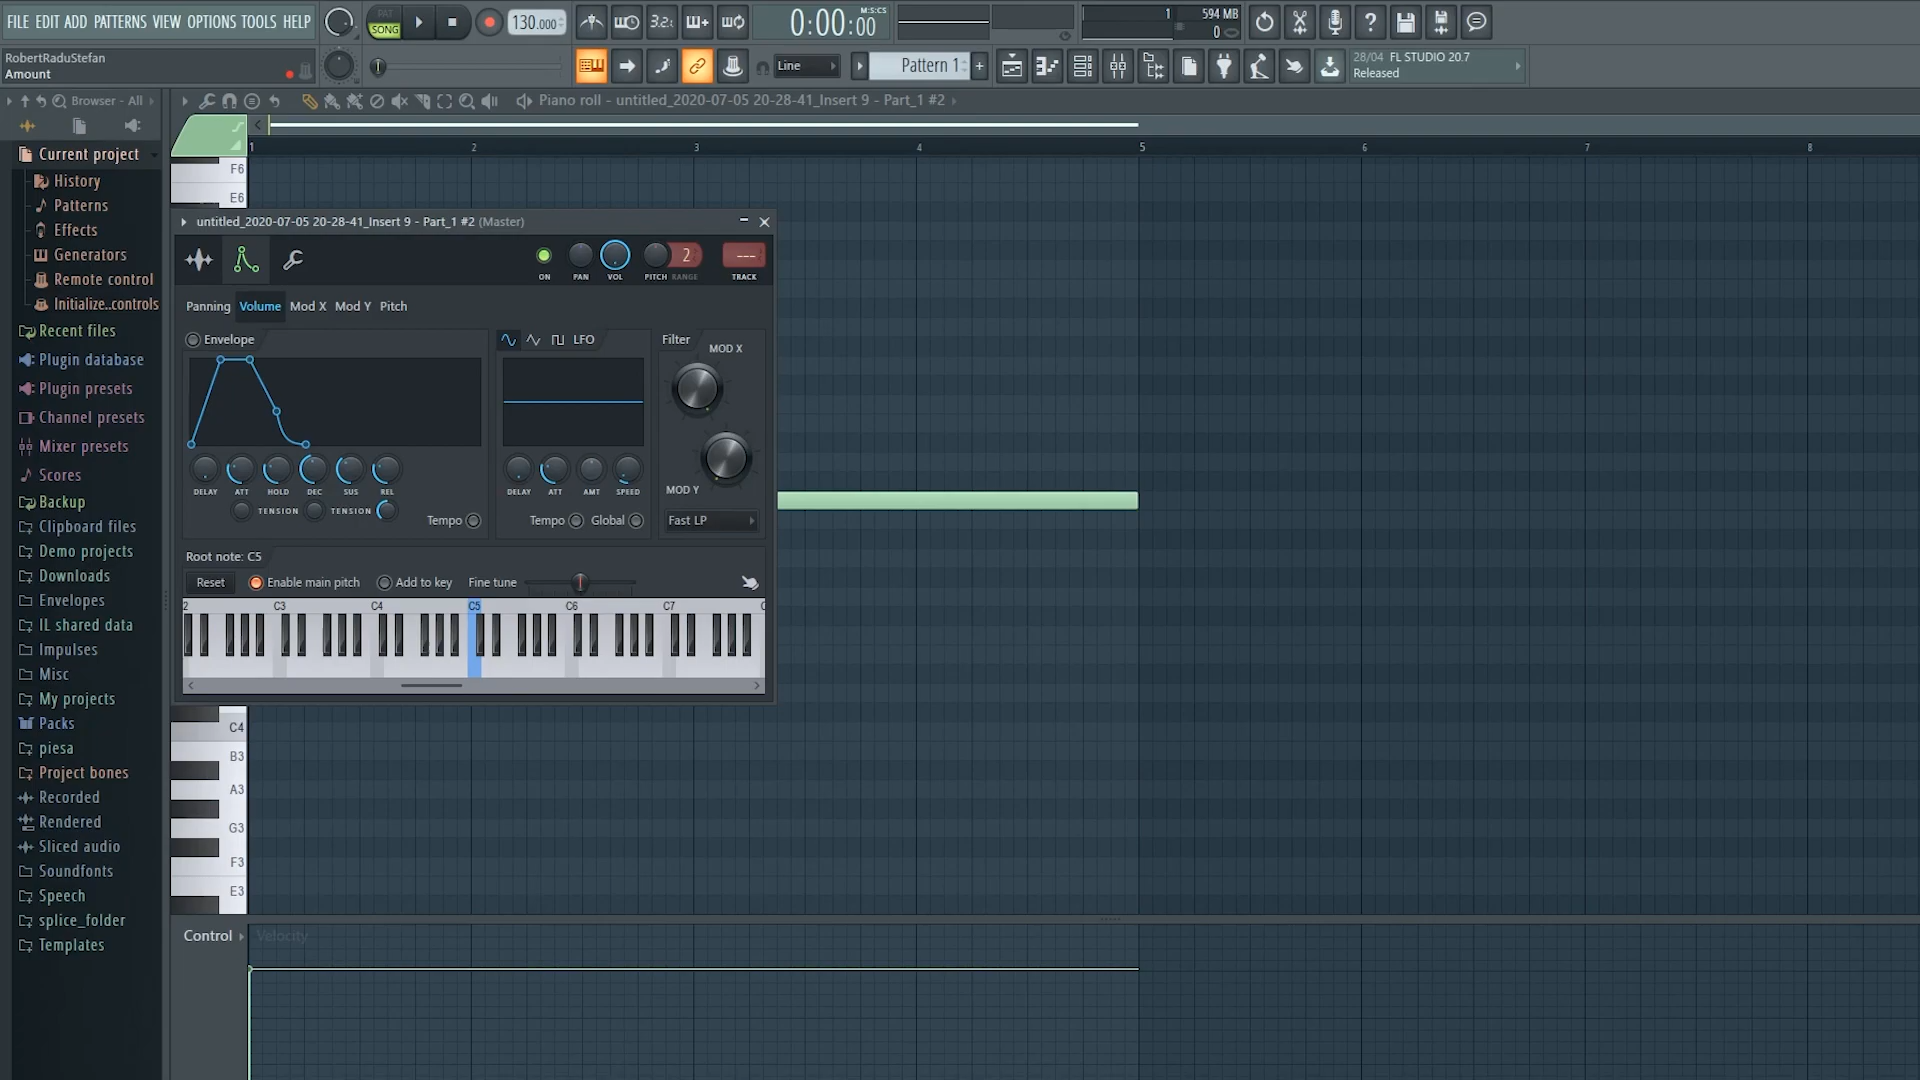 FILE EDIT ADD PATTERNS VIEW OPTIONS TOOLS HELP
PAT
SONG
130.000
3.2.
M:S:CS
0:00:00
1
594 MB
0
RobertRaduStefan
Amount
Line
Pattern 1
+
28/04 FL STUDIO 20.7
Released
Browser - All
Piano roll - untitled_2020-07-05 20-28-41_Insert 9 - Part_1 #2
1 2 3 4 5 6 7 8
Current project
History
Patterns
Effects
Generators
Remote control
Initialize..controls
Recent files
Plugin database
Plugin presets
Channel presets
Mixer presets
Scores
Backup
Clipboard files
Demo projects
Downloads
Envelopes
IL shared data
Impulses
Misc
My projects
Packs
piesa
Project bones
Recorded
Rendered
Sliced audio
Soundfonts
Speech
splice_folder
Templates
F6
E6
untitled_2020-07-05 20-28-41_Insert 9 - Part_1 #2 (Master)
2
---
ON PAN VOL PITCH RANGE TRACK
Panning Volume Mod X Mod Y Pitch
Envelope
LFO
Filter
MOD X
MOD Y
DELAY ATT HOLD DEC SUS REL
DELAY ATT AMT SPEED
TENSION TENSION
Tempo
Tempo Global
Fast LP
Root note: C5
Reset Enable main pitch Add to key Fine tune
2 C3 C4 C5 C6 C7
C4
B3
A3
G3
F3
E3
Control Velocity